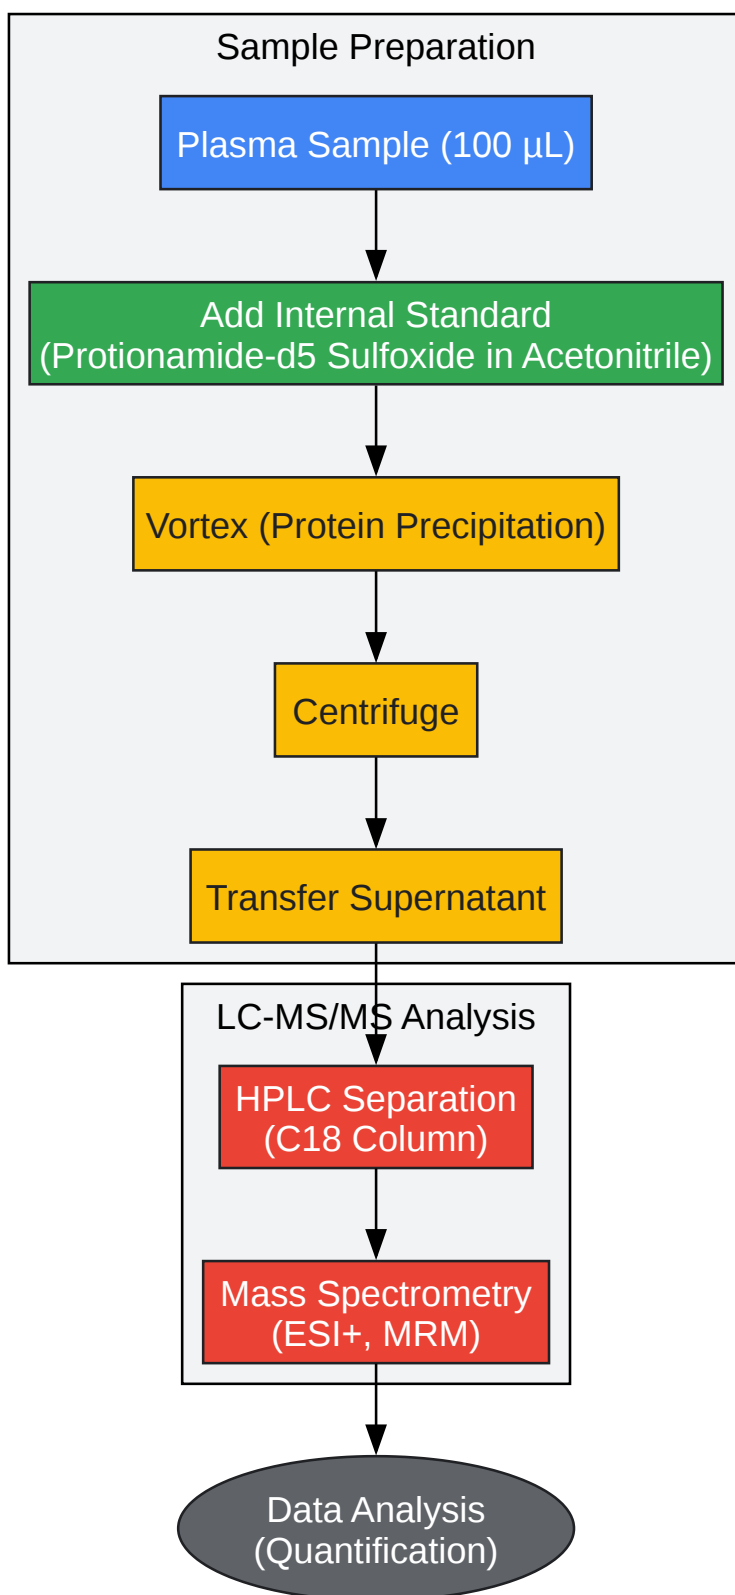 Sample Preparation
Plasma Sample (100 µL)
Add Internal Standard
(Protionamide-d5 Sulfoxide in Acetonitrile)
Vortex (Protein Precipitation)
Centrifuge
Transfer Supernatant
LC-MS/MS Analysis
HPLC Separation
(C18 Column)
Mass Spectrometry
(ESI+, MRM)
Data Analysis
(Quantification)